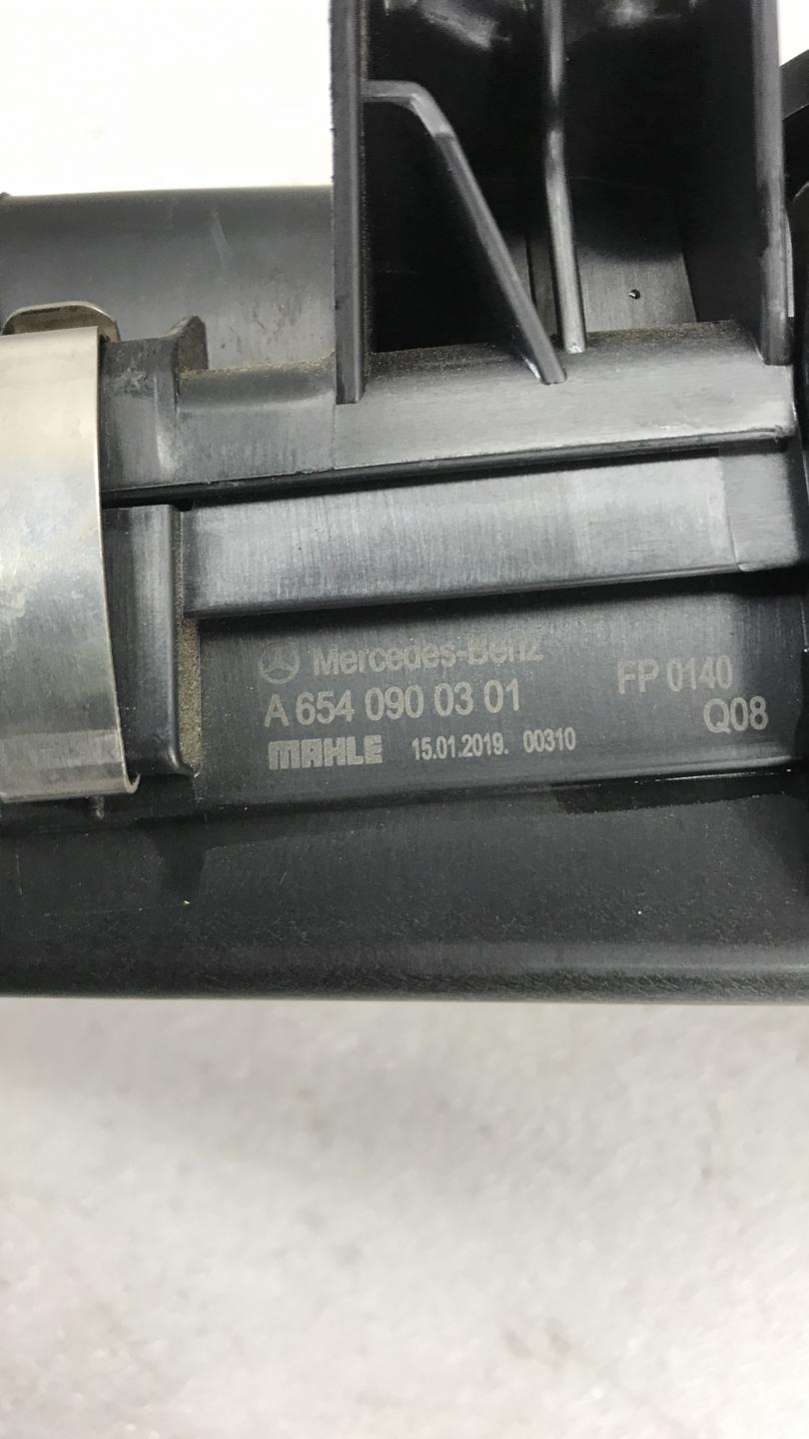 Mercedes-Benz
A 654 090 03 01
MAHLE 15.01.2019. 00310
FP 0140
Q08